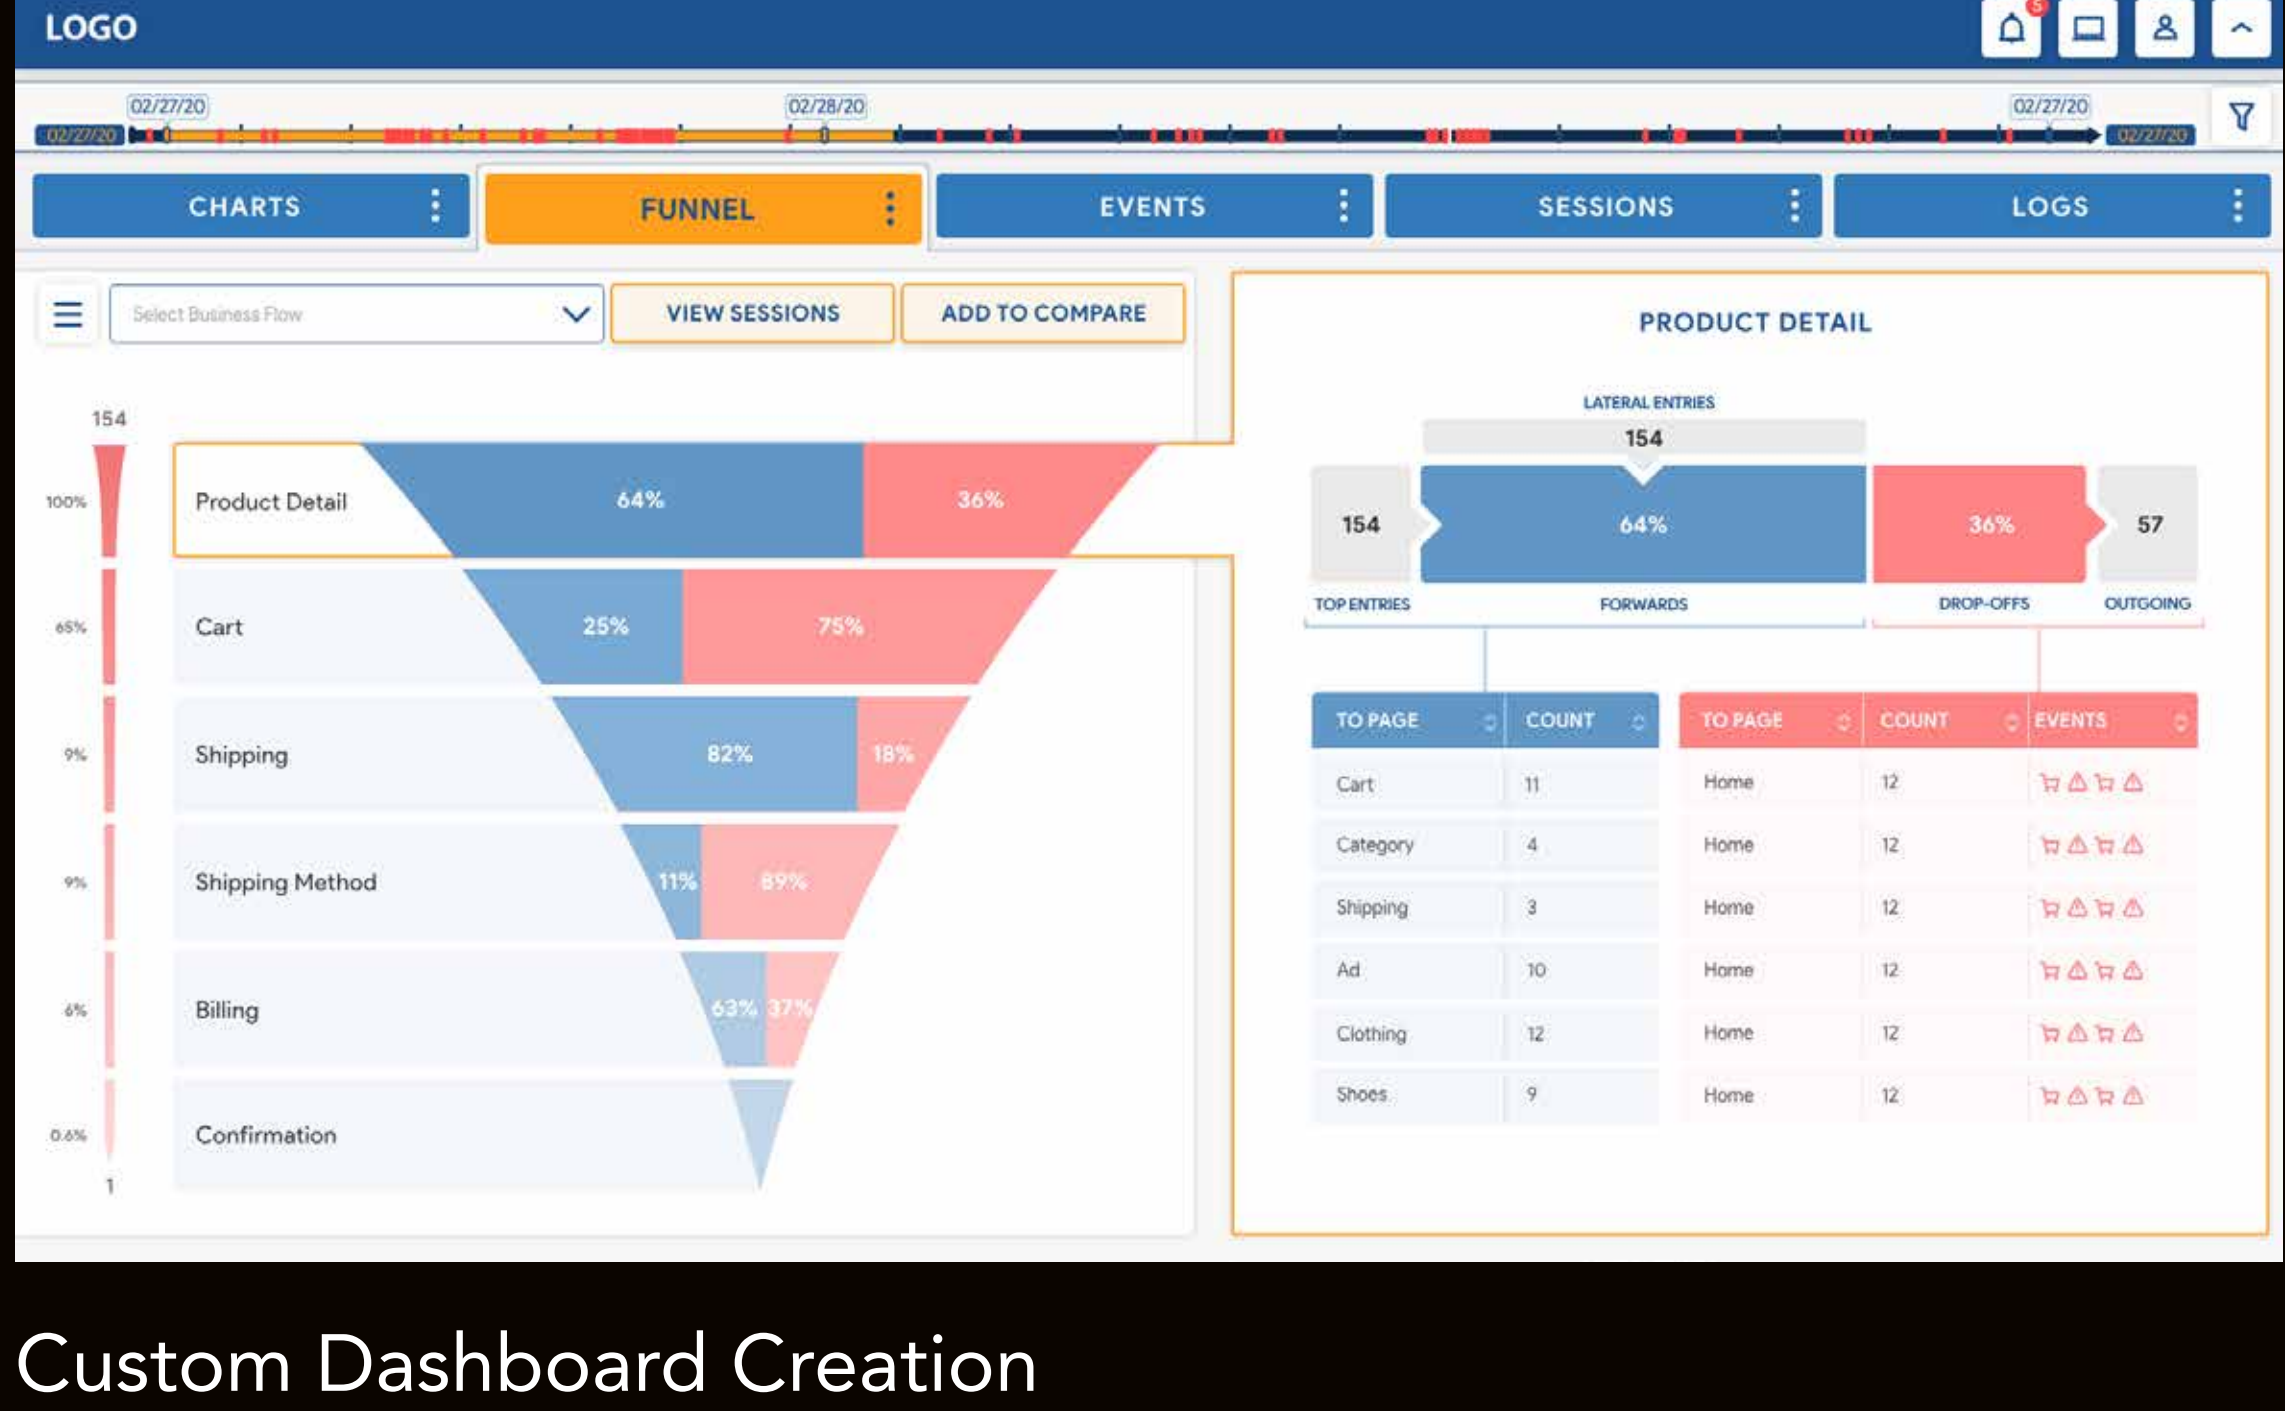 LOGO
5
02/27/20 02/28/20 02/27/20
02/27/20 02/27/20
CHARTS FUNNEL EVENTS SESSIONS LOGS
Select Business Flow VIEW SESSIONS ADD TO COMPARE
154
100% Product Detail 64% 36%
65% Cart 25% 75%
9% Shipping 82% 18%
9% Shipping Method 11% 89%
6% Billing 63% 37%
0.6% Confirmation
1
PRODUCT DETAIL
LATERAL ENTRIES
154
154 64% 36% 57
TOP ENTRIES FORWARDS DROP-OFFS OUTGOING
TO PAGE COUNT TO PAGE COUNT EVENTS
Cart 11 Home 12
Category 4 Home 12
Shipping 3 Home 12
Ad 10 Home 12
Clothing 12 Home 12
Shoes 9 Home 12
Custom Dashboard Creation